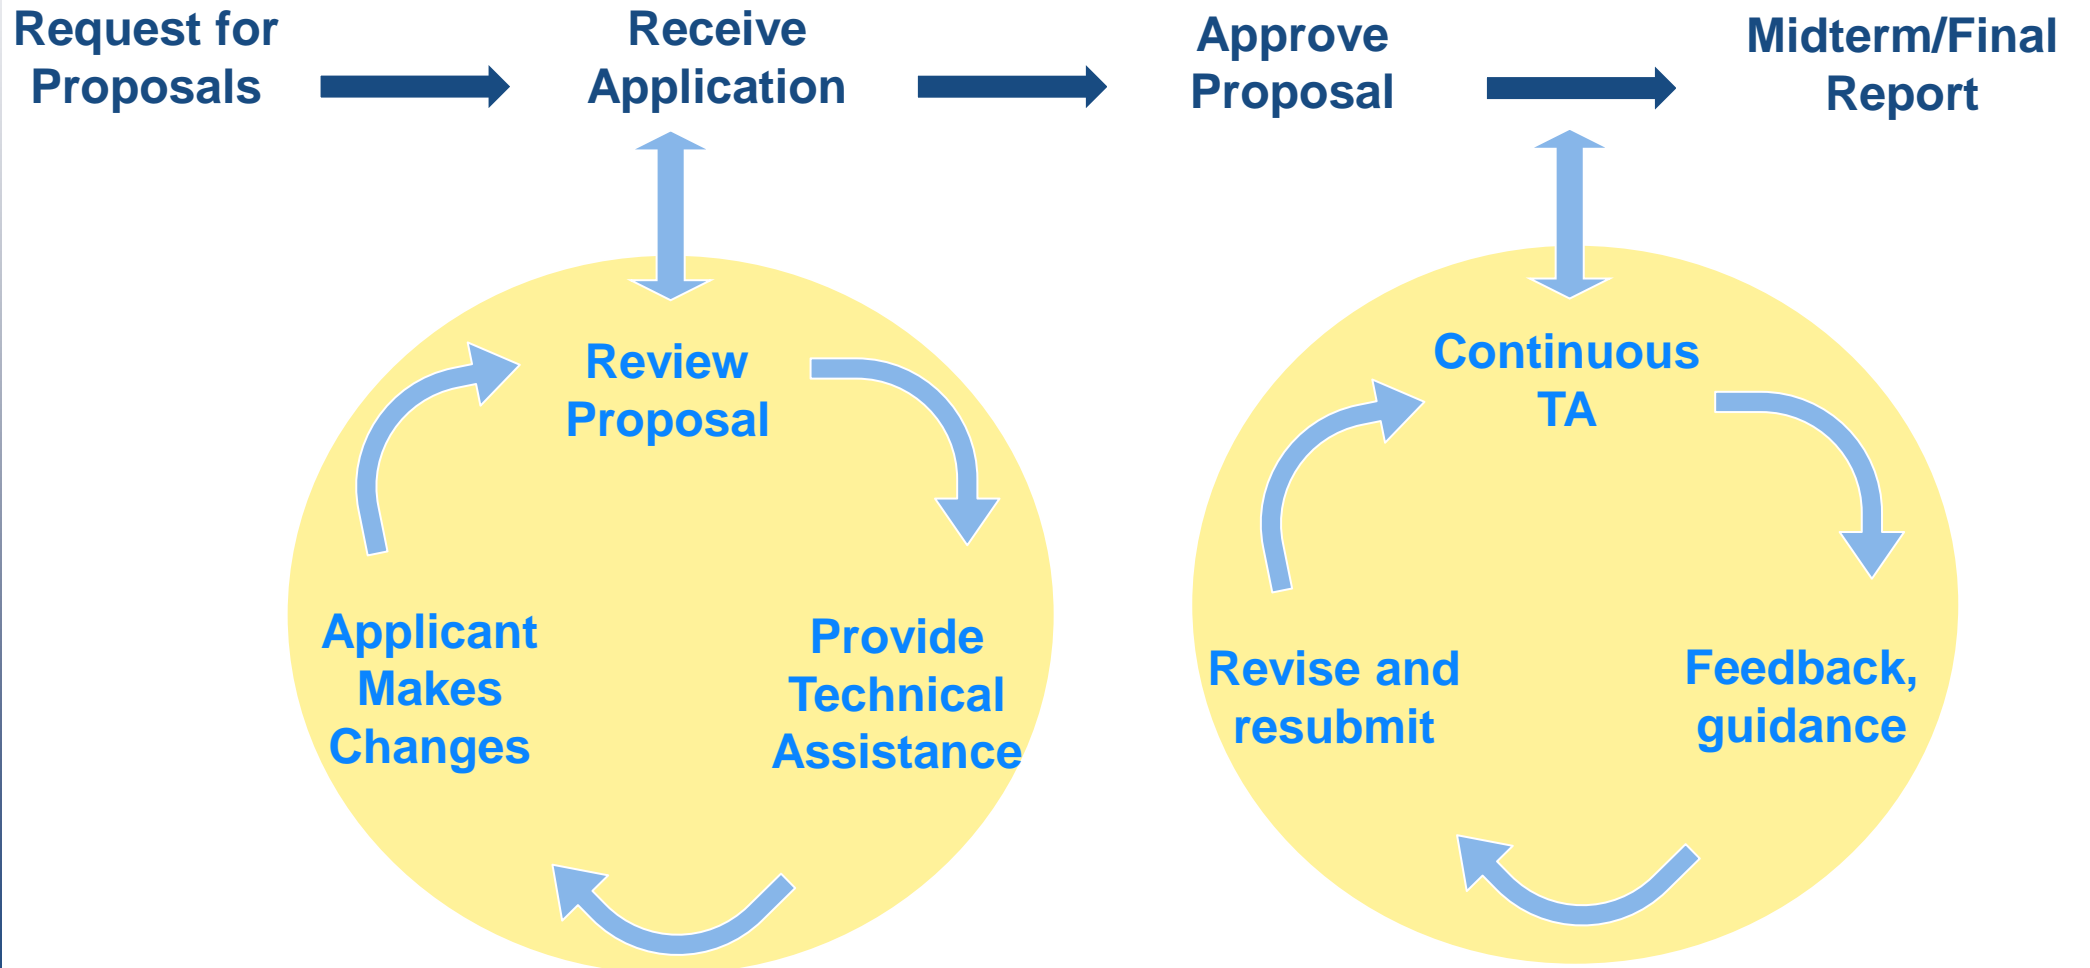 Request for
Proposals
Receive
Application
Approve
Proposal
Midterm/Final
Report
Review
Proposal
Provide
Technical
Assistance
Applicant
Makes
Changes
Continuous
TA
Feedback,
guidance
Revise and
resubmit